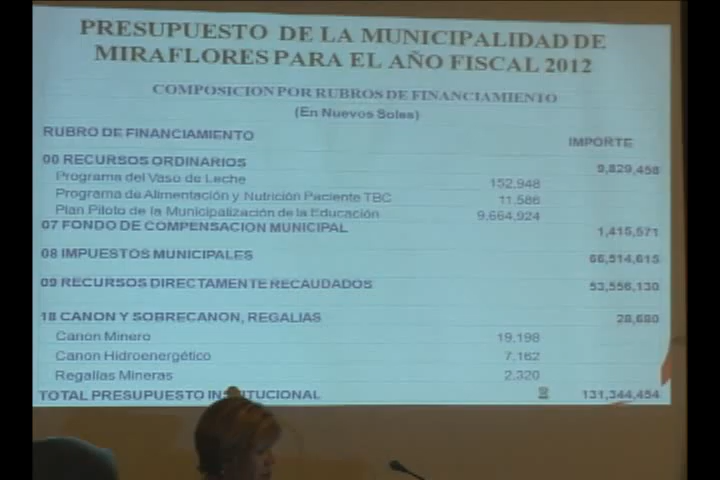 PRESUPUESTO DE LA MUNICIPALIDAD DE
MIRAFLORES PARA EL AÑO FISCAL 2012
COMPOSICION POR RUBROS DE FINANCIAMIENTO
(En Nuevos Soles)
RUBRO DE FINANCIAMIENTO IMPORTE
00 RECURSOS ORDINARIOS 9,829,458
Programa del Vaso de Leche 152,948
Programa de Alimentación y Nutrición Paciente TBC 11,586
Plan Piloto de la Municipalización de la Educación 9,664,924
07 FONDO DE COMPENSACION MUNICIPAL 1,415,571
08 IMPUESTOS MUNICIPALES 66,514,615
09 RECURSOS DIRECTAMENTE RECAUDADOS 53,556,130
18 CANON Y SOBRECANON, REGALIAS 28,680
Canon Minero 19,198
Canon Hidroenergético 7,162
Regalías Mineras 2,320
TOTAL PRESUPUESTO INSTITUCIONAL 131,344,454